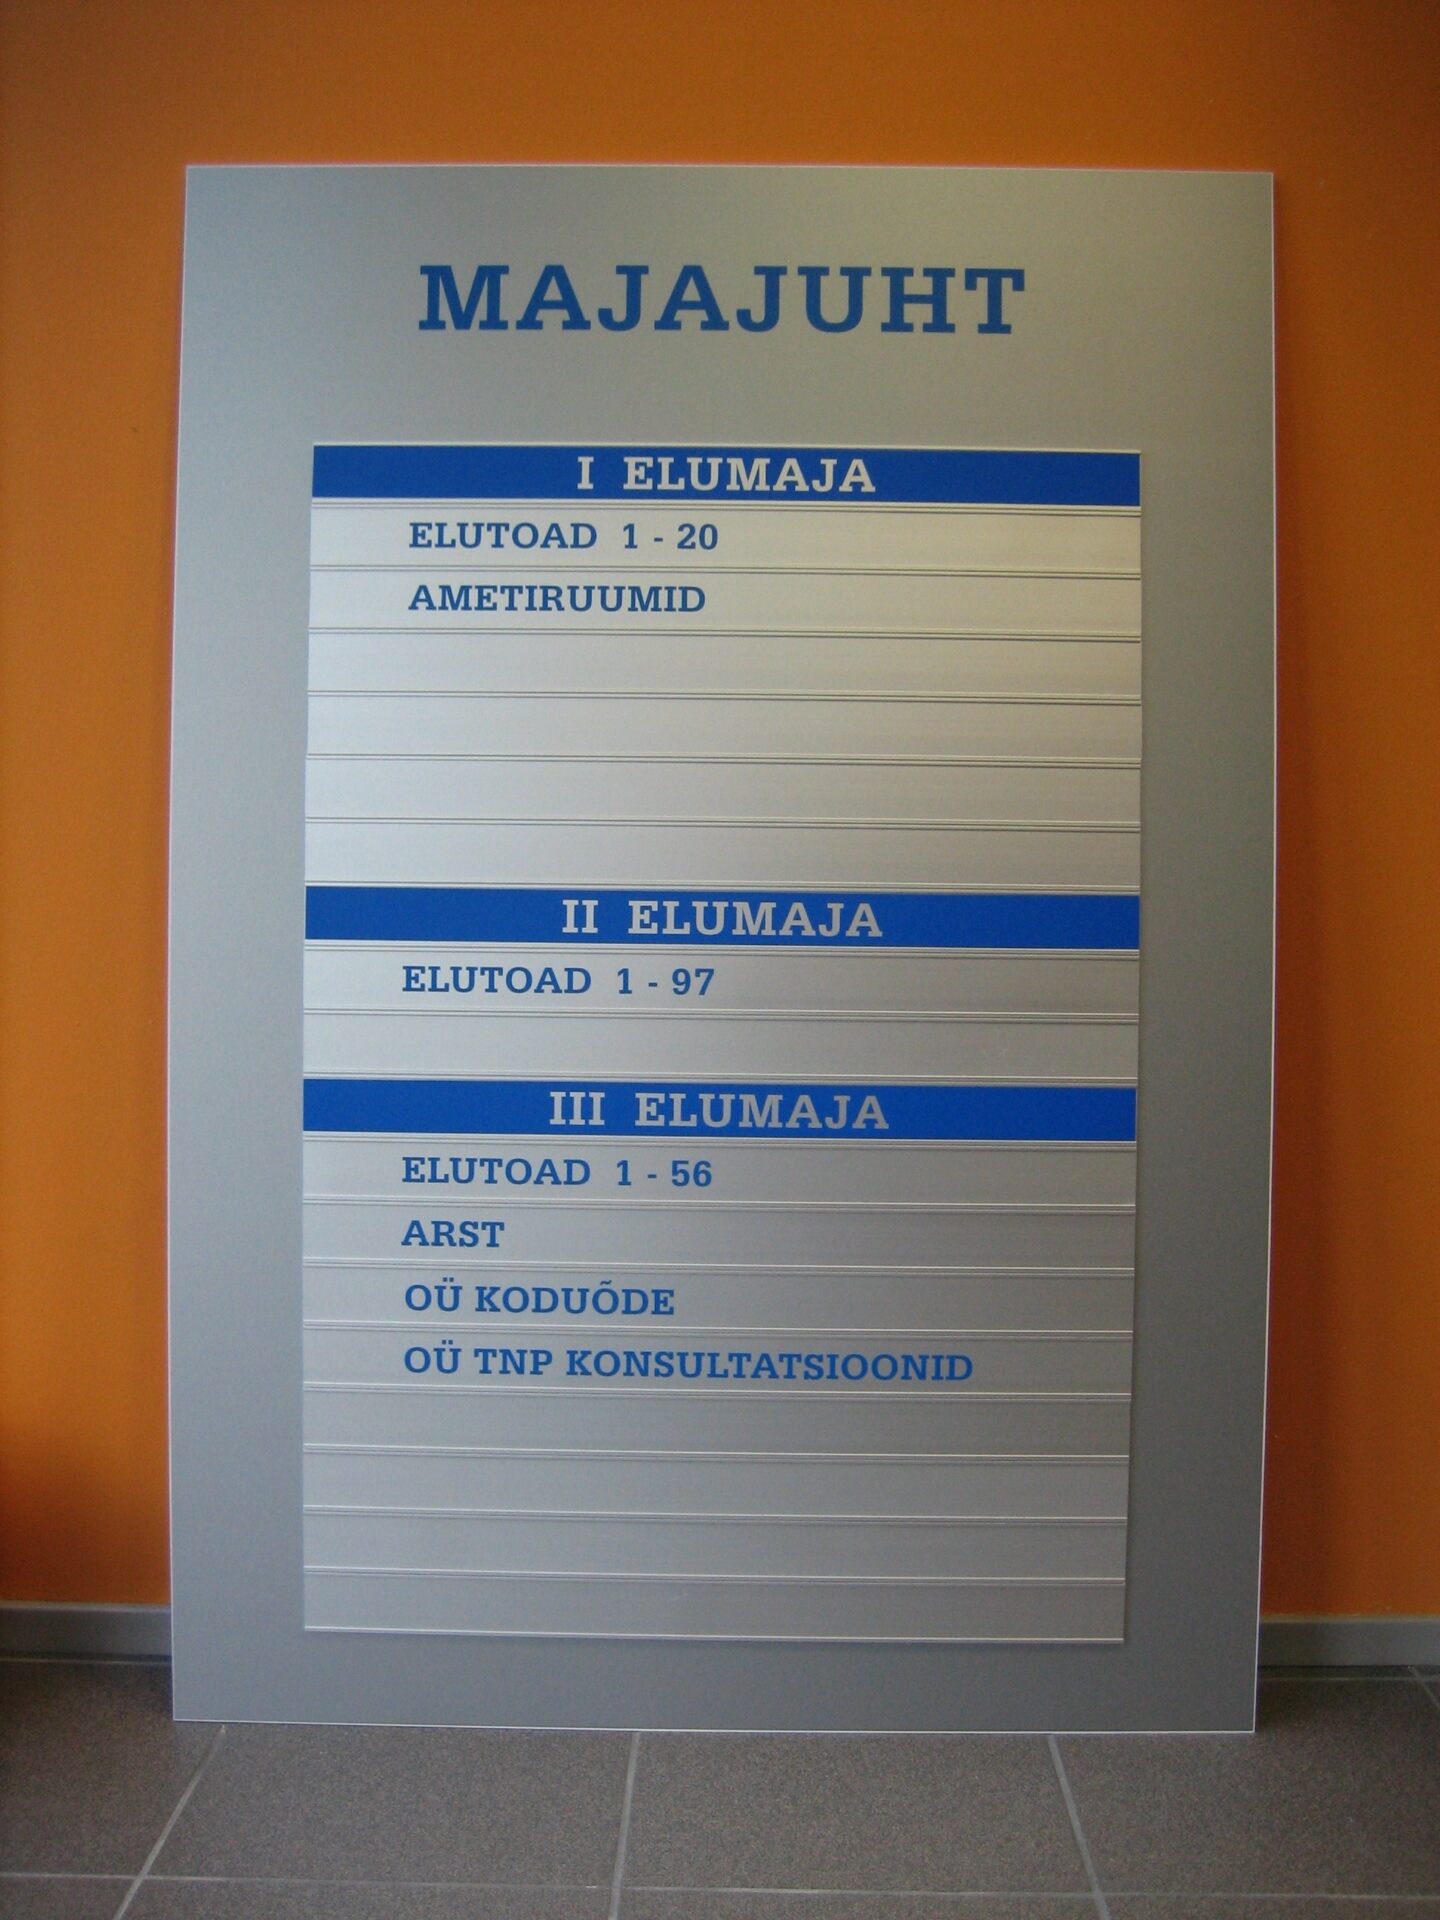 MAJAJUHT
I ELUMAJA
ELUTOAD 1 - 20
AMETIRUUMID
II ELUMAJA
ELUTOAD 1 - 97
III ELUMAJA
ELUTOAD 1 - 56
ARST
OÜ KODUÕDE
OÜ TNP KONSULTATSIOONID